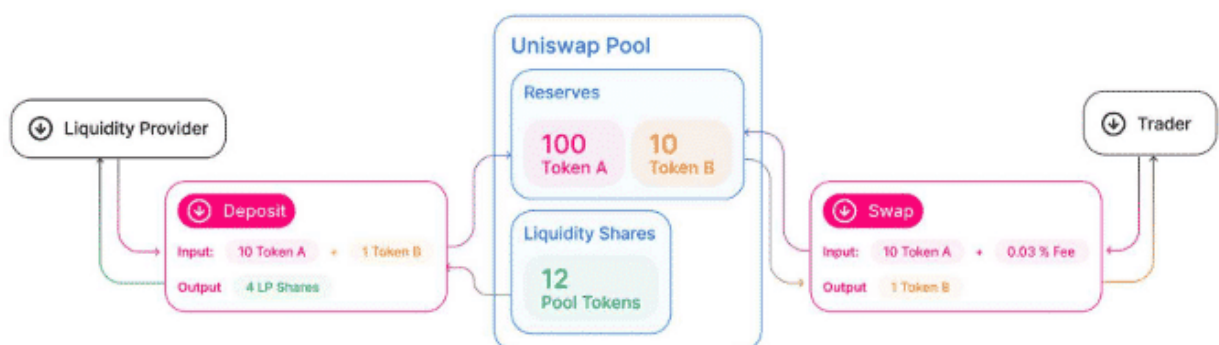 Uniswap Pool
Reserves
100
Token A
10
Token B
Liquidity Shares
12
Pool Tokens
Liquidity Provider
Deposit
Input: 10 Token A + 1 Token B
Output 4 LP Shares
Trader
Swap
Input: 10 Token A + 0.03 % Fee
Output 1 Token B